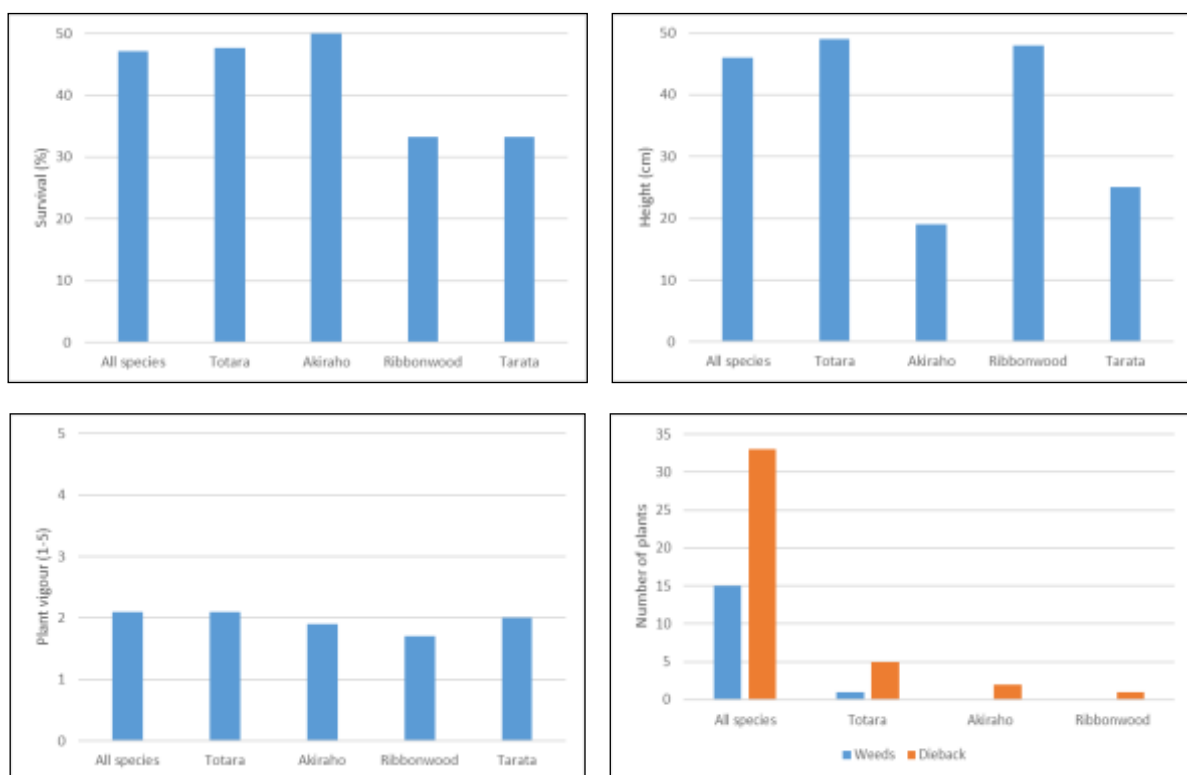 Survival (%)
50
40
30
20
10
0
All species Totara Akiraho Ribbonwood Tarata
Height (cm)
50
40
30
20
10
0
All species Totara Akiraho Ribbonwood Tarata
Plant vigour (1-5)
5
4
3
2
1
0
All species Totara Akiraho Ribbonwood Tarata
Number of plants
35
30
25
20
15
10
5
0
All species Totara Akiraho Ribbonwood
Weeds Dieback